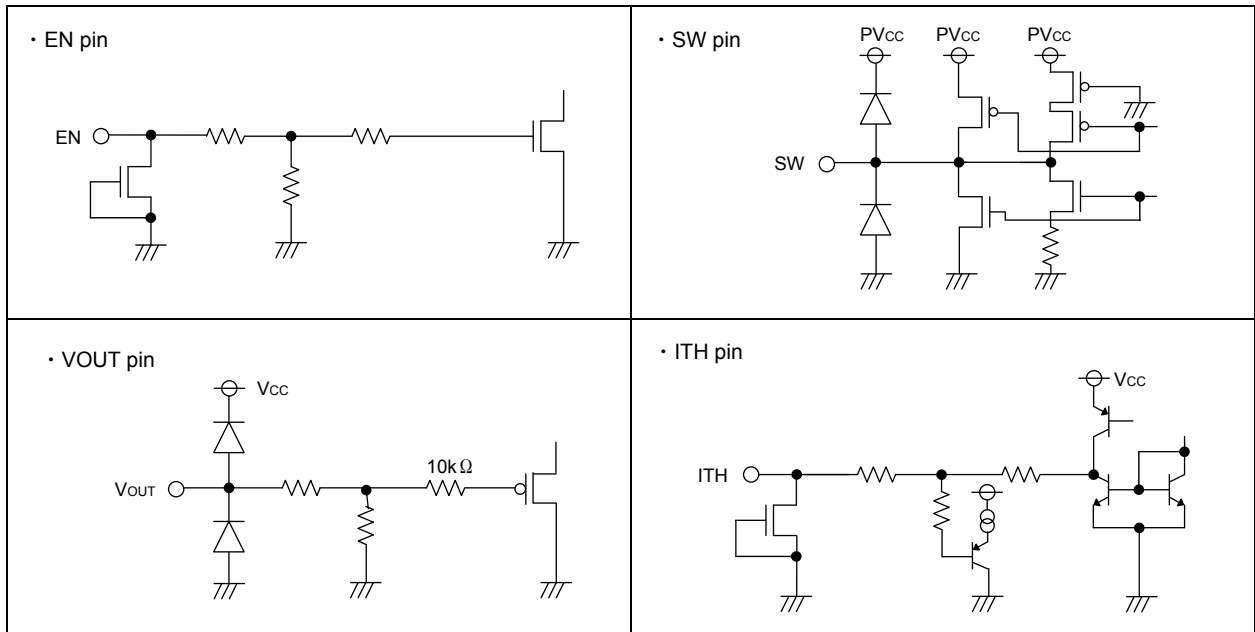 ・EN pin
EN
・SW pin
PVCC PVCC PVCC
SW
・VOUT pin
VCC
10kΩ
VOUT
・ITH pin
VCC
ITH